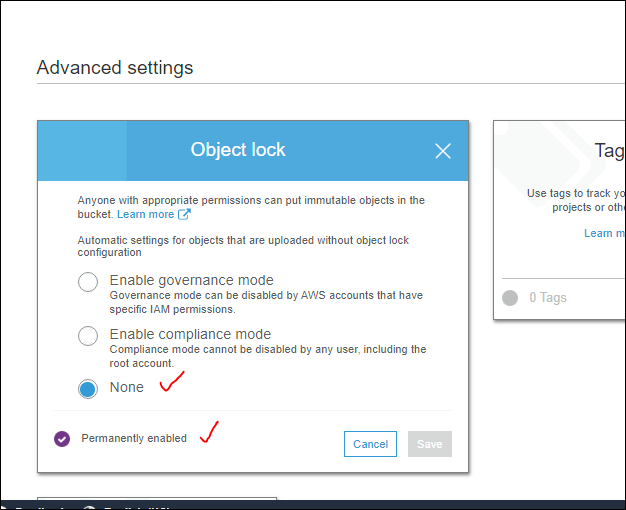 Advanced settings
Object lock
Anyone with appropriate permissions can put immutable objects in the
bucket. Learn more
Automatic settings for objects that are uploaded without object lock
configuration
Enable governance mode
Governance mode can be disabled by AWS accounts that have
specific IAM permissions.
Enable compliance mode
Compliance mode cannot be disabled by any user, including the
root account.
None
Permanently enabled
Cancel
Save
Tag
Use tags to track yo
projects or othe
Learn m
0 Tags